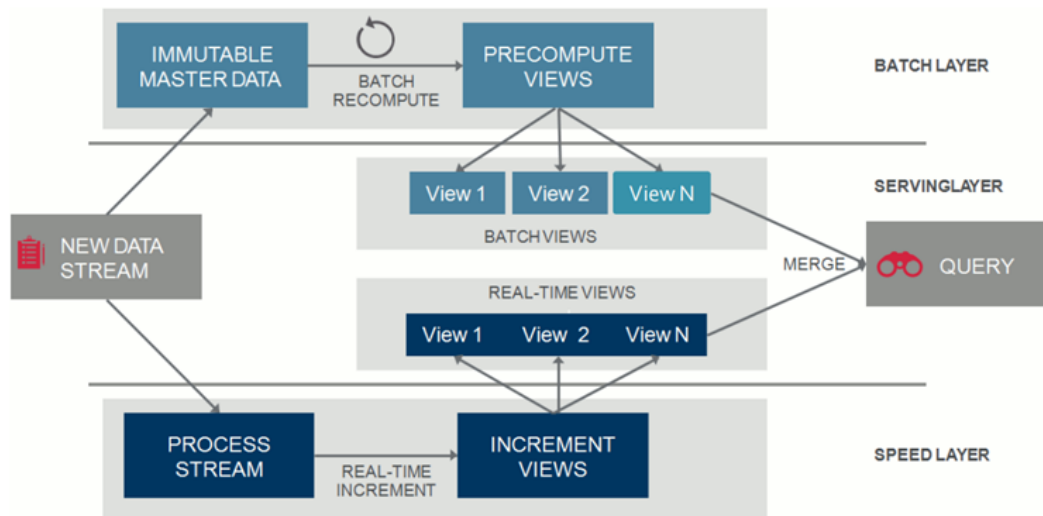 IMMUTABLE
MASTER DATA
BATCH
RECOMPUTE
PRECOMPUTE
VIEWS
BATCH LAYER
View 1
View 2
View N
BATCH VIEWS
SERVINGLAYER
NEW DATA
STREAM
MERGE
QUERY
REAL-TIME VIEWS
View 1
View 2
View N
PROCESS
STREAM
REAL-TIME
INCREMENT
INCREMENT
VIEWS
SPEED LAYER